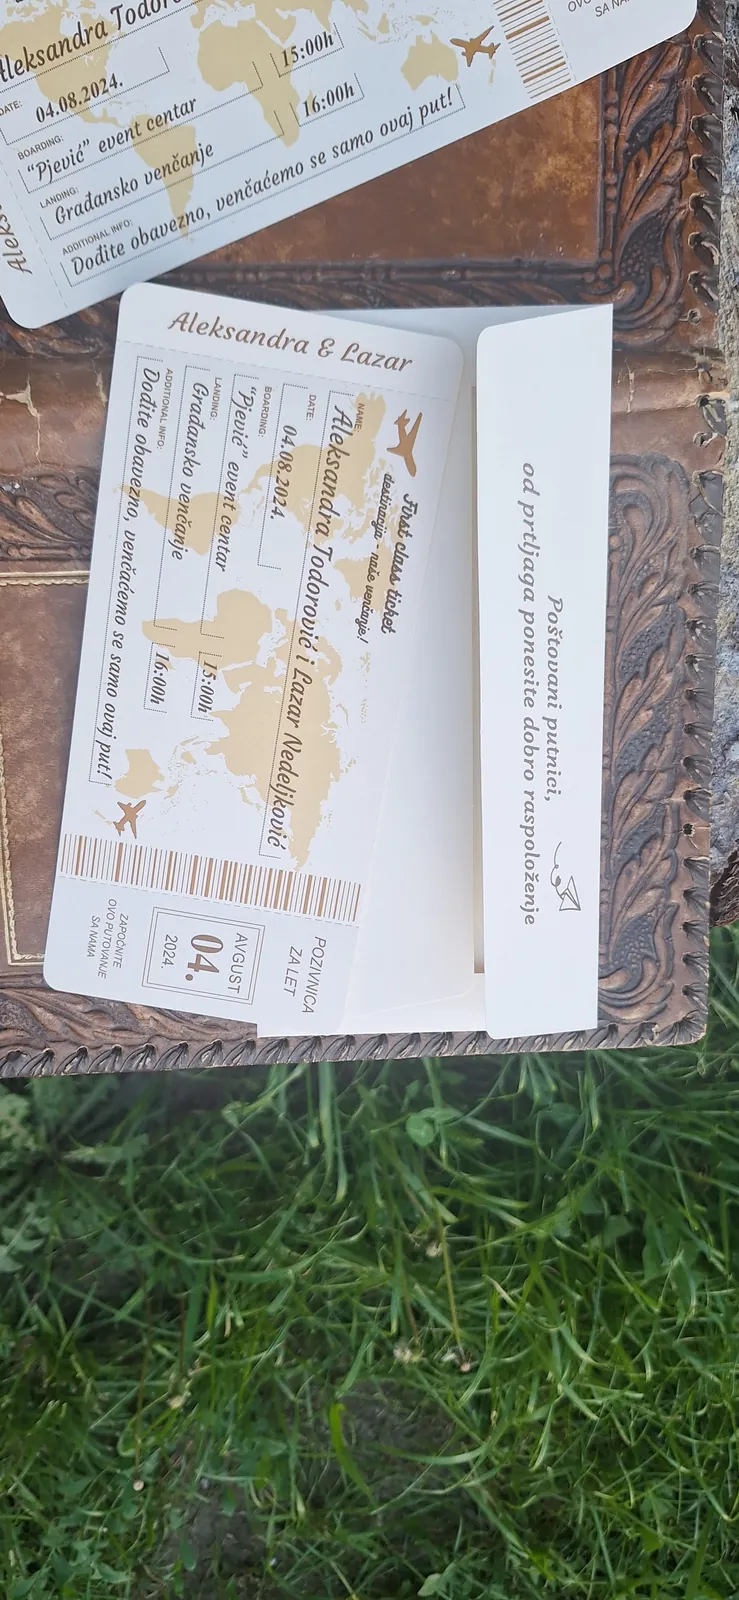 Aleksandra Todoro
DATE:
04.08.2024.
15:00h
BOARDING:
"Pjević" event centar
16:00h
LANDING:
Građansko venčanje
ADDITIONAL INFO:
Dođite obavezno, venčaćemo se samo ovaj put!
Aleks
SA NA
Aleksandra & Lazar
First class ticket
destinacija - naše venčanje!
NAME:
Aleksandra Todorović i Lazar Nedeljković
DATE:
04.08.2024.
BOARDING:
"Pjević" event centar
15:00h
LANDING:
Građansko venčanje
16:00h
ADDITIONAL INFO:
Dođite obavezno, venčaćemo se samo ovaj put!
POZIVNICA
ZA LET
AVGUST
04.
2024.
ZAPOČNITE
OVO PUTOVANJE
SA NAMA
Poštovani putnici,
od prtljaga ponesite dobro raspoloženje